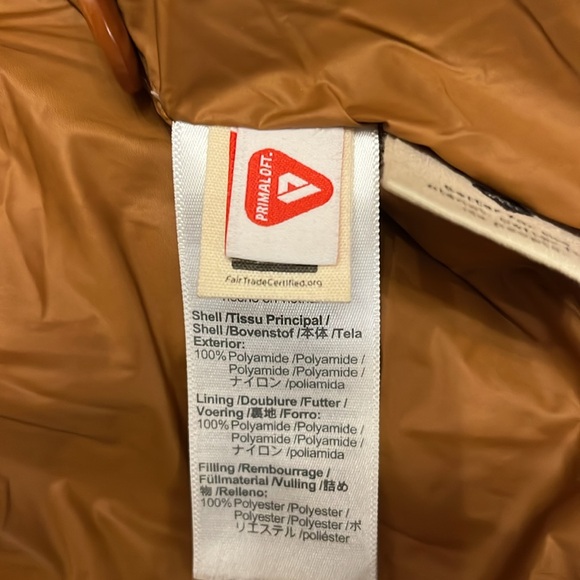 PRIMALOFT®
FairTradeCertified.org
Shell /Tissu Principal /
Shell /Bovenstof /本体 /Tela
Exterior:
100% Polyamide /Polyamide /
Polyamide /Polyamide /
ナイロン /poliamida
Lining /Doublure /Futter /
Voering /裏地 /Forro:
100% Polyamide /Polyamide /
Polyamide /Polyamide /
ナイロン /poliamida
Filling /Rembourrage /
Füllmaterial /Vulling /詰め
物 /Relleno:
100% Polyester /Polyester /
Polyester /Polyester /ポ
リエステル /poliéster